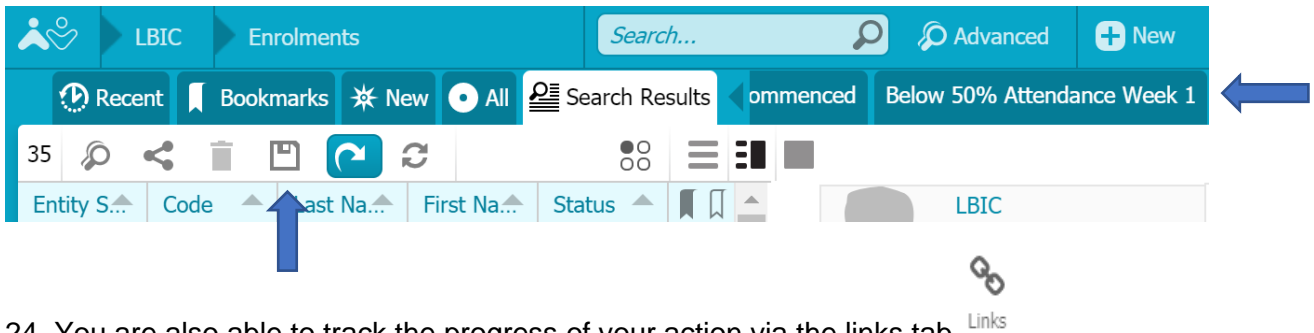 LBIC Enrolments Search... Advanced New
Recent Bookmarks New All Search Results ommenced Below 50% Attendance Week 1
35
Entity S... Code Last Na... First Na... Status LBIC
Links
24. You are also able to track the progress of your action via the links tab